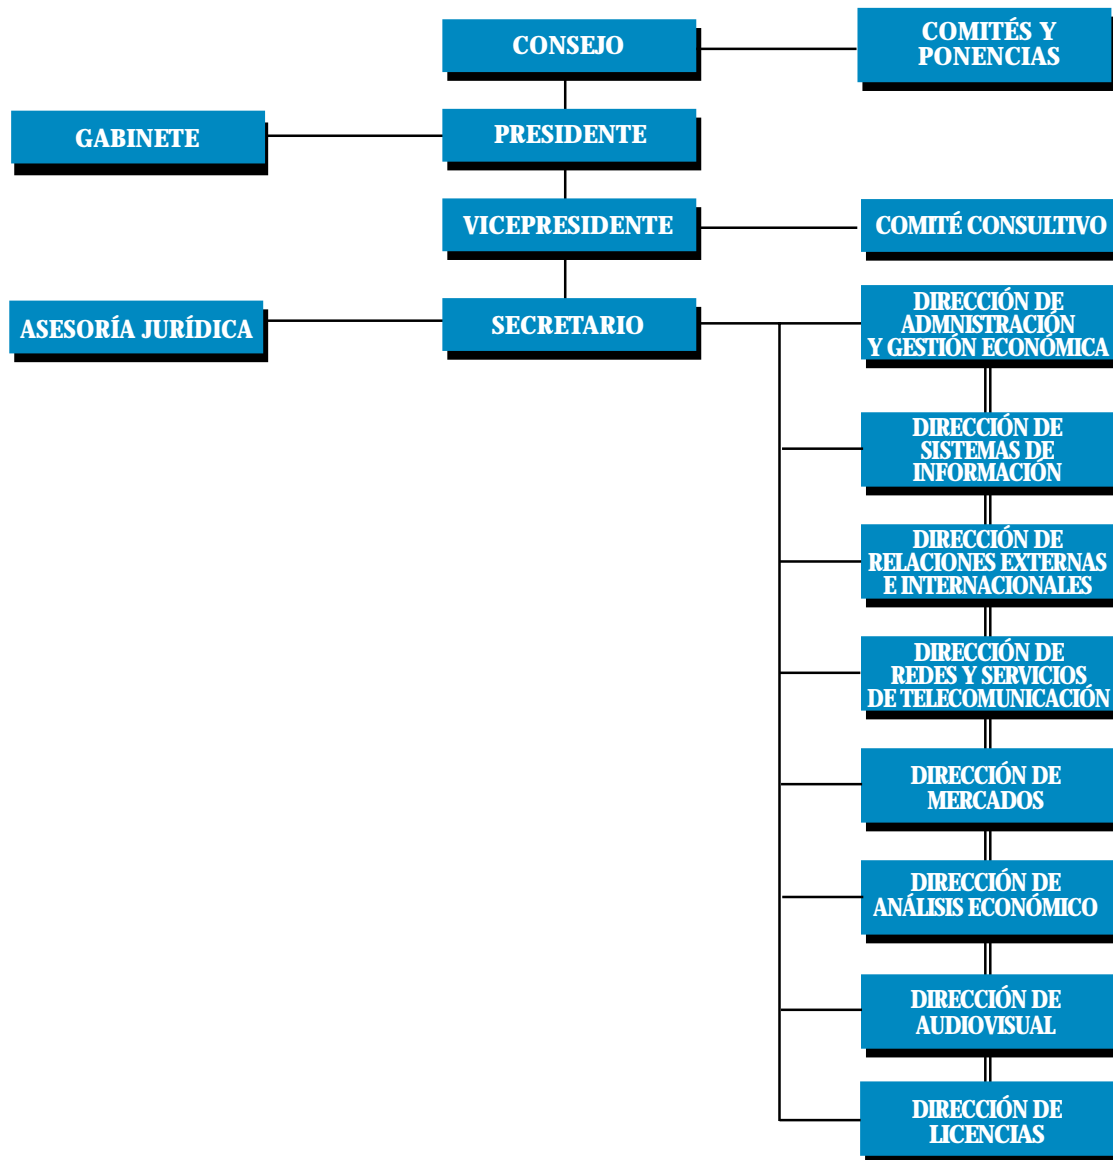 CONSEJO
COMITÉS Y
PONENCIAS
GABINETE
PRESIDENTE
VICEPRESIDENTE
COMITÉ CONSULTIVO
ASESORÍA JURÍDICA
SECRETARIO
DIRECCIÓN DE
ADMNISTRACIÓN
Y GESTIÓN ECONÓMICA
DIRECCIÓN DE
SISTEMAS DE
INFORMACIÓN
DIRECCIÓN DE
RELACIONES EXTERNAS
E INTERNACIONALES
DIRECCIÓN DE
REDES Y SERVICIOS
DE TELECOMUNICACIÓN
DIRECCIÓN DE
MERCADOS
DIRECCIÓN DE
ANÁLISIS ECONÓMICO
DIRECCIÓN DE
AUDIOVISUAL
DIRECCIÓN DE
LICENCIAS